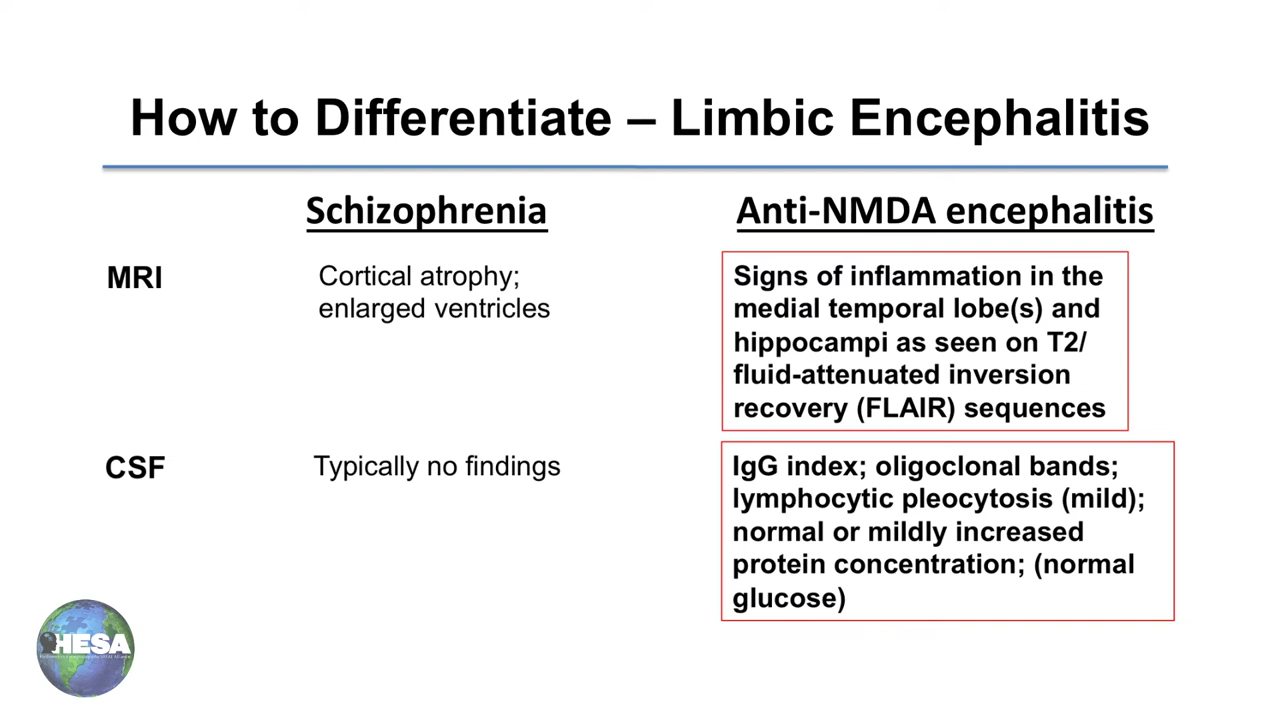 How to Differentiate – Limbic Encephalitis
Schizophrenia
Anti-NMDA encephalitis
MRI
Cortical atrophy;
enlarged ventricles
Signs of inflammation in the
medial temporal lobe(s) and
hippocampi as seen on T2/
fluid-attenuated inversion
recovery (FLAIR) sequences
CSF
Typically no findings
IgG index; oligoclonal bands;
lymphocytic pleocytosis (mild);
normal or mildly increased
protein concentration; (normal
glucose)
HESA